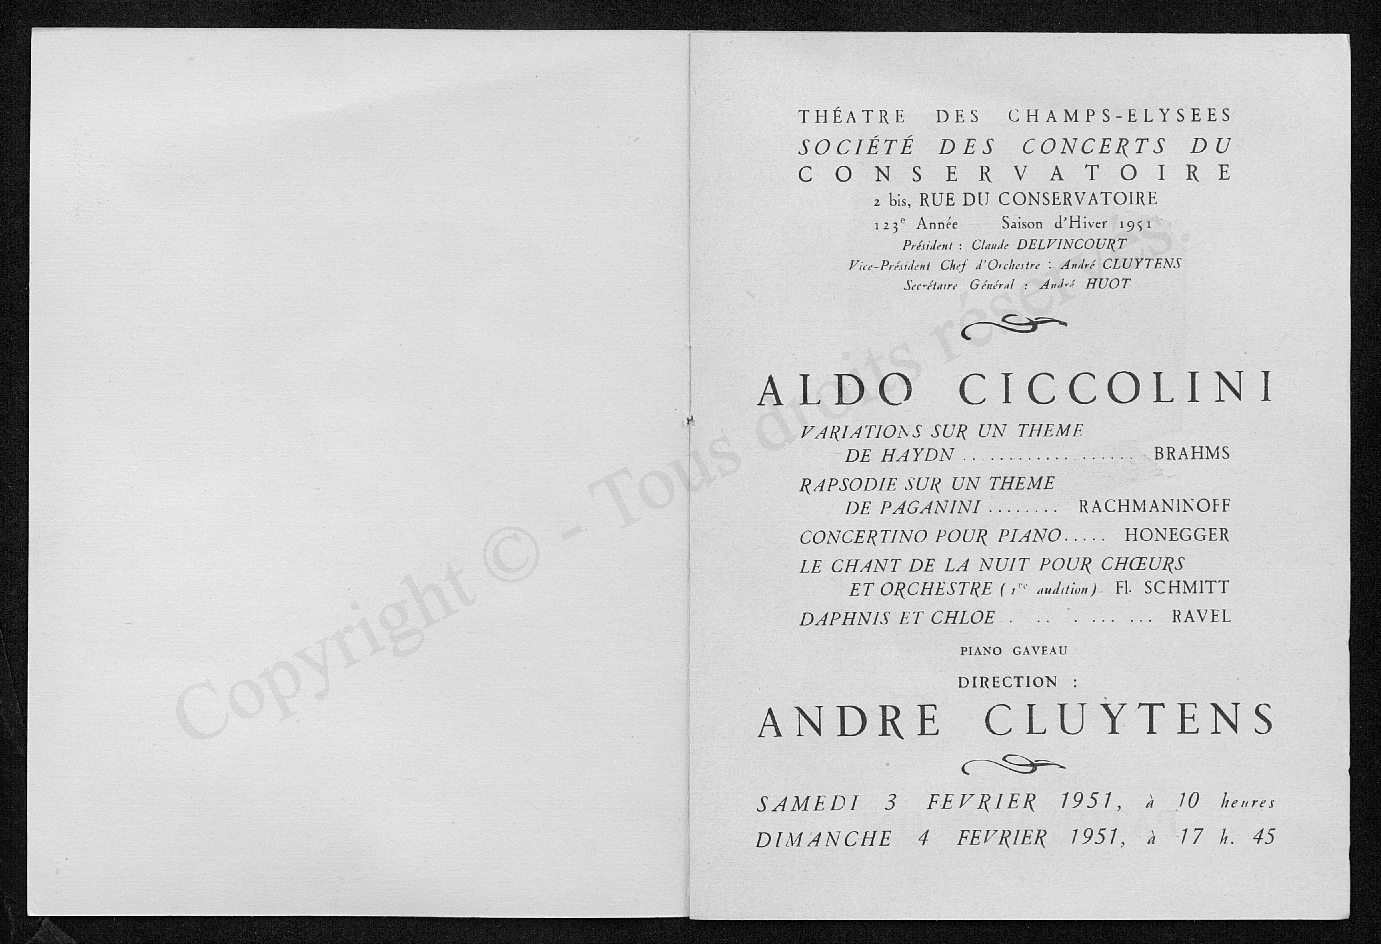 THÉATRE DES CHAMPS-ELYSEES
SOCIÉTÉ DES CONCERTS DU
CONSERVATOIRE
2 bis, RUE DU CONSERVATOIRE
123e Année Saison d'Hiver 1951
Président : Claude DELVINCOURT
Vice-Président Chef d'Orchestre : André CLUYTENS
Secrétaire Général : André HUOT
ALDO CICCOLINI
VARIATIONS SUR UN THEME
DE HAYDN .................. BRAHMS
RAPSODIE SUR UN THEME
DE PAGANINI ........ RACHMANINOFF
CONCERTINO POUR PIANO..... HONEGGER
LE CHANT DE LA NUIT POUR CHŒURS
ET ORCHESTRE (1re audition) Fl. SCHMITT
DAPHNIS ET CHLOE . .. . ... ... RAVEL
PIANO GAVEAU
DIRECTION :
ANDRE CLUYTENS
SAMEDI 3 FEVRIER 1951, à 10 heures
DIMANCHE 4 FEVRIER 1951, à 17 h. 45
Copyright © - Tous droits réservés.